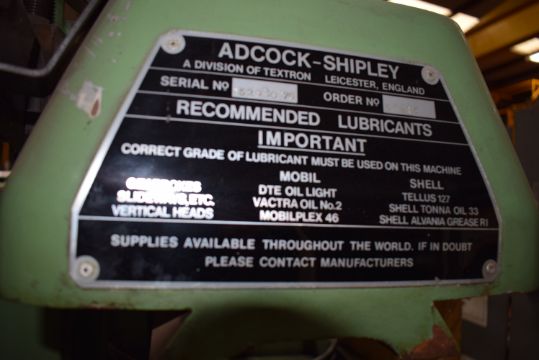 ADCOCK-SHIPLEY
A DIVISION OF TEXTRON LEICESTER, ENGLAND
SERIAL Nº ORDER Nº
RECOMMENDED LUBRICANTS
IMPORTANT
CORRECT GRADE OF LUBRICANT MUST BE USED ON THIS MACHINE
MOBIL SHELL
GEARBOXES DTE OIL LIGHT TELLUS 127
SLIDEWAYS, ETC. VACTRA OIL No.2 SHELL TONNA OIL 33
VERTICAL HEADS MOBILPLEX 46 SHELL ALVANIA GREASE R1
SUPPLIES AVAILABLE THROUGHOUT THE WORLD. IF IN DOUBT
PLEASE CONTACT MANUFACTURERS